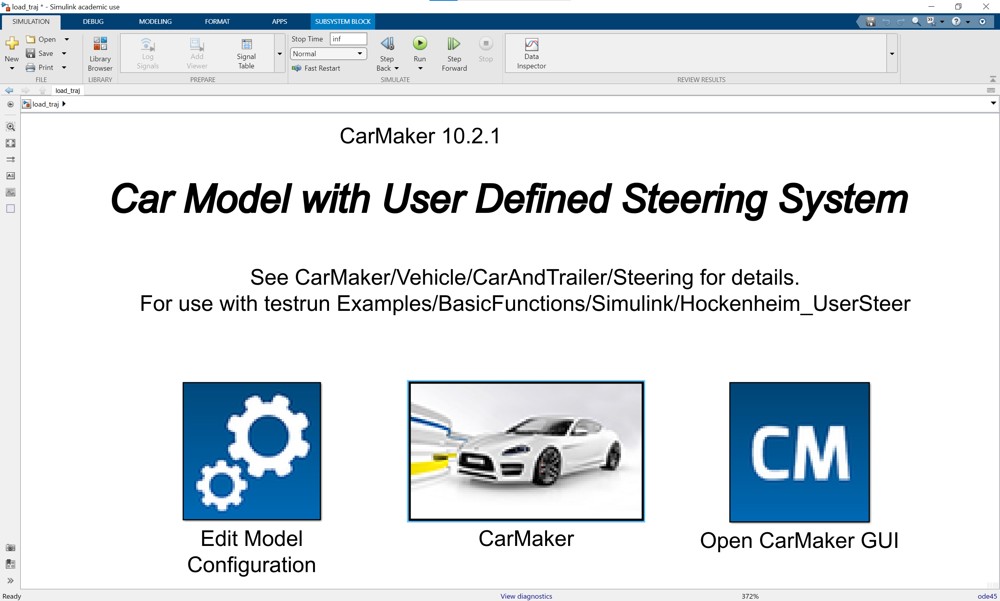 load_traj * - Simulink academic use
SIMULATION DEBUG MODELING FORMAT APPS SUBSYSTEM BLOCK
New
Open
Save
Print
FILE
Library
Browser
LIBRARY
Log
Signals
Add
Viewer
Signal
Table
PREPARE
Stop Time inf
Normal
Fast Restart
Step
Back
Run
Step
Forward
Stop
SIMULATE
Data
Inspector
REVIEW RESULTS
load_traj
load_traj
CarMaker 10.2.1
Car Model with User Defined Steering System
See CarMaker/Vehicle/CarAndTrailer/Steering for details.
For use with testrun Examples/BasicFunctions/Simulink/Hockenheim_UserSteer
CM
Edit Model
Configuration
CarMaker
Open CarMaker GUI
Ready View diagnostics 372% ode45